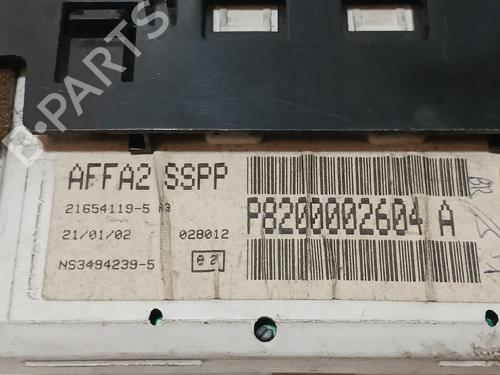 B-PARTS
AFFA2 SSPP
21654119-5 A3
P8200002604 A
21/01/02 028012
NS3494239-5 82